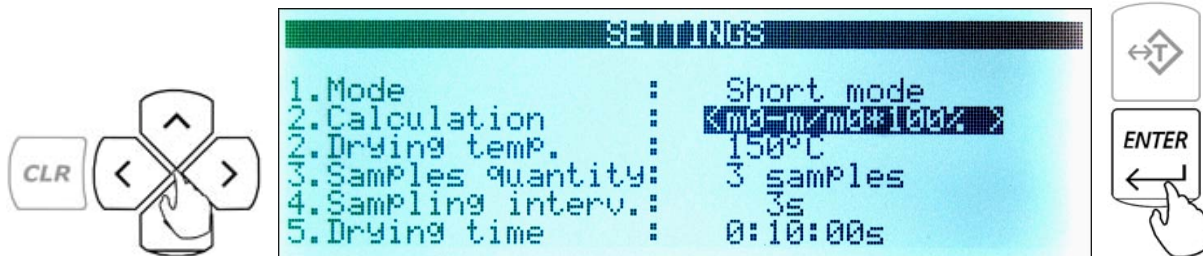 SETTINGS
1.Mode : Short mode
2.Calculation : <m0-m/m0*100% >
2.Drying temp. : 150ºC
3.Samples quantity: 3 samples
4.Sampling interv.: 3s
5.Drying time : 0:10:00s
CLR
T
ENTER